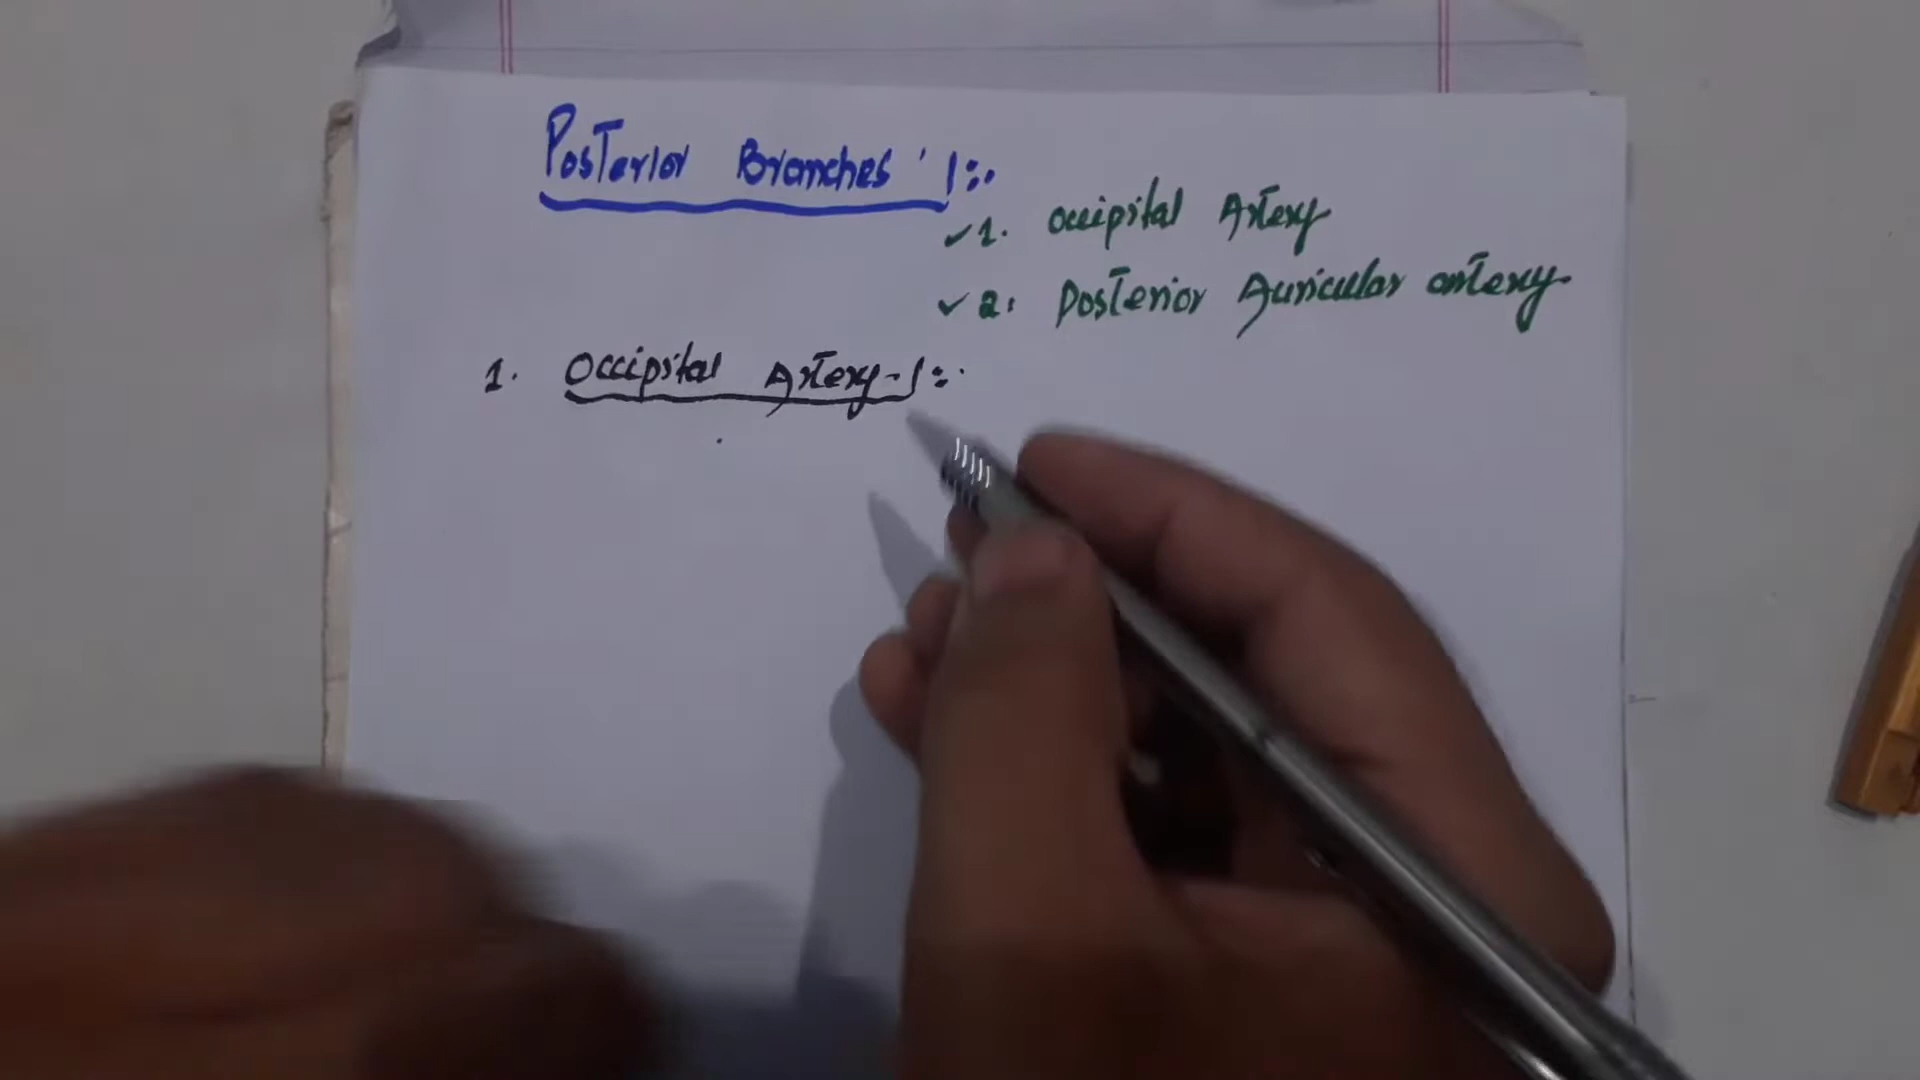 Posterior Branches :-
✓1. Occipital Artery
✓2. Posterior Auricular artery
1. Occipital Artery :-